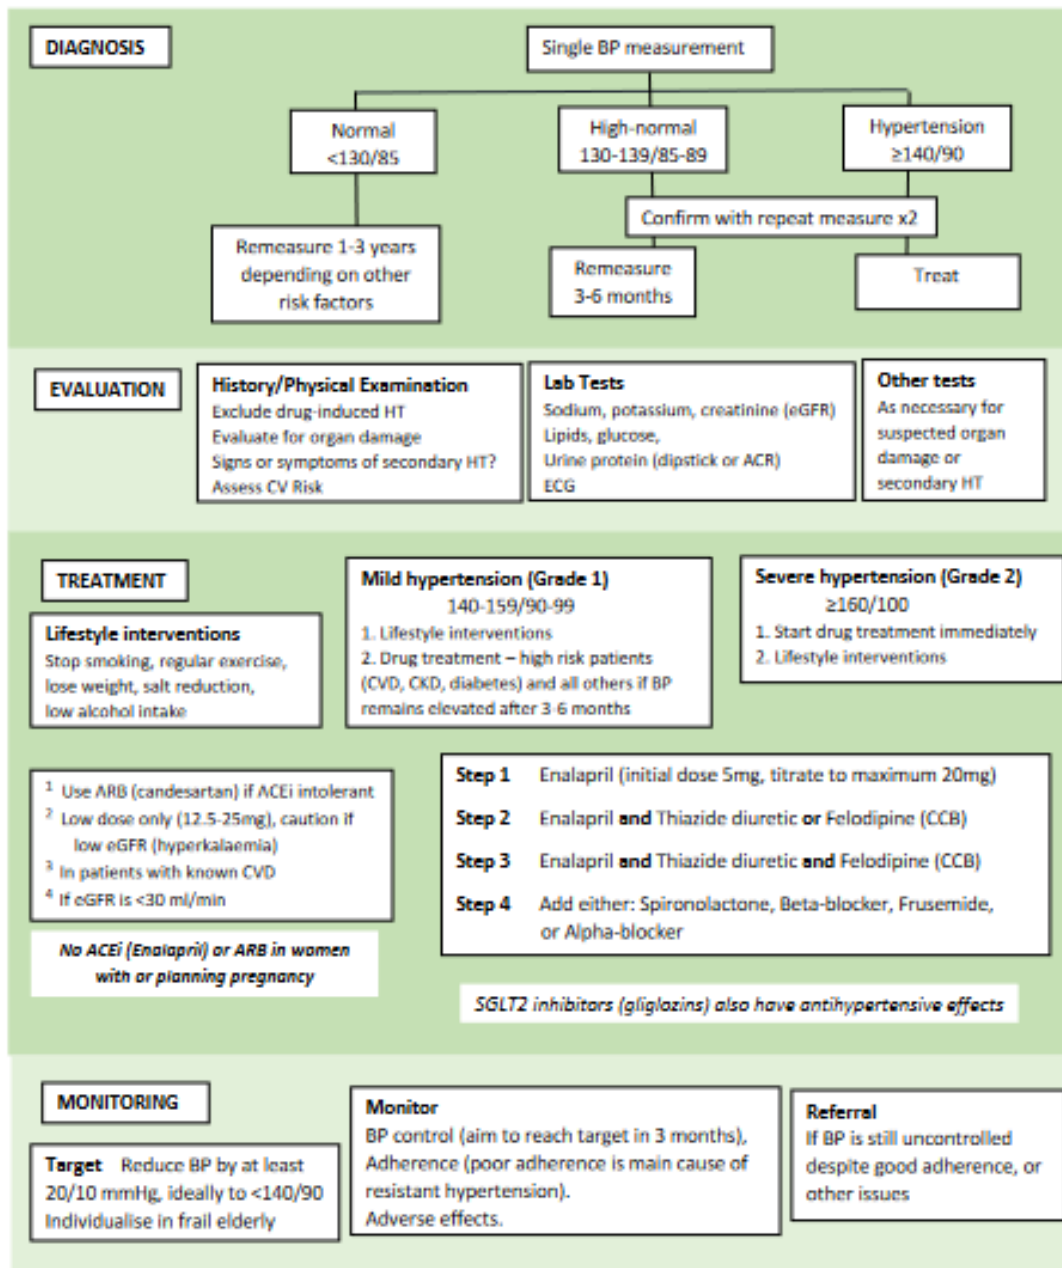 DIAGNOSIS
Single BP measurement
Normal
<130/85
High-normal
130-139/85-89
Hypertension
≥140/90
Confirm with repeat measure x2
Remeasure 1-3 years
depending on other
risk factors
Remeasure
3-6 months
Treat
EVALUATION
History/Physical Examination
Exclude drug-induced HT
Evaluate for organ damage
Signs or symptoms of secondary HT?
Assess CV Risk
Lab Tests
Sodium, potassium, creatinine (eGFR)
Lipids, glucose,
Urine protein (dipstick or ACR)
ECG
Other tests
As necessary for
suspected organ
damage or
secondary HT
TREATMENT
Lifestyle interventions
Stop smoking, regular exercise,
lose weight, salt reduction,
low alcohol intake
Mild hypertension (Grade 1)
140-159/90-99
1. Lifestyle interventions
2. Drug treatment – high risk patients
(CVD, CKD, diabetes) and all others if BP
remains elevated after 3-6 months
Severe hypertension (Grade 2)
≥160/100
1. Start drug treatment immediately
2. Lifestyle interventions
1 Use ARB (candesartan) if ACEi intolerant
2 Low dose only (12.5-25mg), caution if
low eGFR (hyperkalaemia)
3 In patients with known CVD
4 If eGFR is <30 ml/min
No ACEi (Enalapril) or ARB in women
with or planning pregnancy
Step 1 Enalapril (initial dose 5mg, titrate to maximum 20mg)
Step 2 Enalapril and Thiazide diuretic or Felodipine (CCB)
Step 3 Enalapril and Thiazide diuretic and Felodipine (CCB)
Step 4 Add either: Spironolactone, Beta-blocker, Frusemide,
or Alpha-blocker
SGLT2 inhibitors (gliglozins) also have antihypertensive effects
MONITORING
Target Reduce BP by at least
20/10 mmHg, ideally to <140/90
Individualise in frail elderly
Monitor
BP control (aim to reach target in 3 months),
Adherence (poor adherence is main cause of
resistant hypertension).
Adverse effects.
Referral
If BP is still uncontrolled
despite good adherence, or
other issues